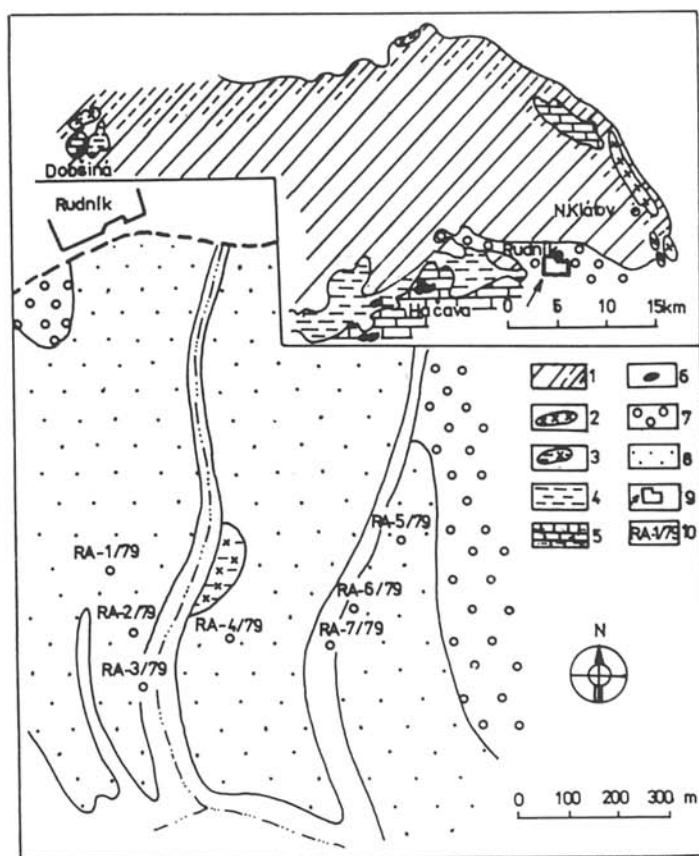 Dobšiná
Rudník
N.Kláty
Rudník
Háčava
0 5 10 15km
1 6
2 7
3 8
4 9
5 RA-1/79 10
RA-5/79
RA-1/79
RA-6/79
RA-2/79
RA-4/79
RA-7/79
RA-3/79
N
0 100 200 300 m